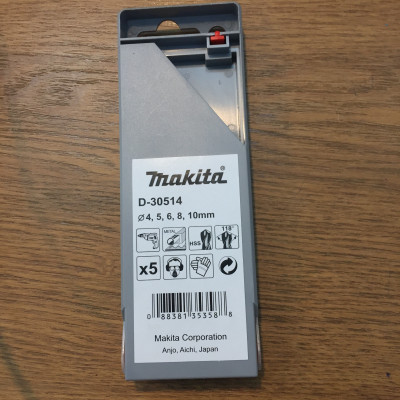 makita
D-30514
ø 4, 5, 6, 8, 10mm
METAL
HSS
118°
x5
0 88381 35358 8
Makita Corporation
Anjo, Aichi, Japan